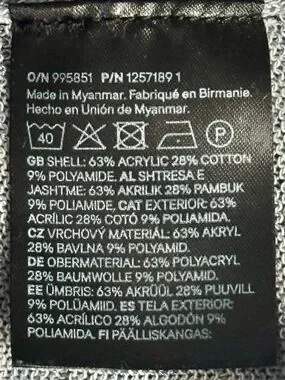 O/N 995851 P/N 1257189 1
Made in Myanmar. Fabriqué en Birmanie.
Hecho en Unión de Myanmar.
40 P
GB SHELL: 63% ACRYLIC 28% COTTON
9% POLYAMIDE. AL SHTRESA E
JASHTME: 63% AKRILIK 28% PAMBUK
9% POLIAMIDE, CAT EXTERIOR: 63%
ACRÍLIC 28% COTÓ 9% POLIAMIDA.
CZ VRCHOVÝ MATERIÁL: 63% AKRYL
28% BAVLNA 9% POLYAMID.
DE OBERMATERIAL: 63% POLYACRYL
28% BAUMWOLLE 9% POLYAMID.
EE ÜMBRIS: 63% AKRÜÜL 28% PUUVILL
9% POLÜAMIID. ES TELA EXTERIOR:
63% ACRÍLICO 28% ALGODÓN 9%
POLIAMIDA. FI PÄÄLLISKANGAS: